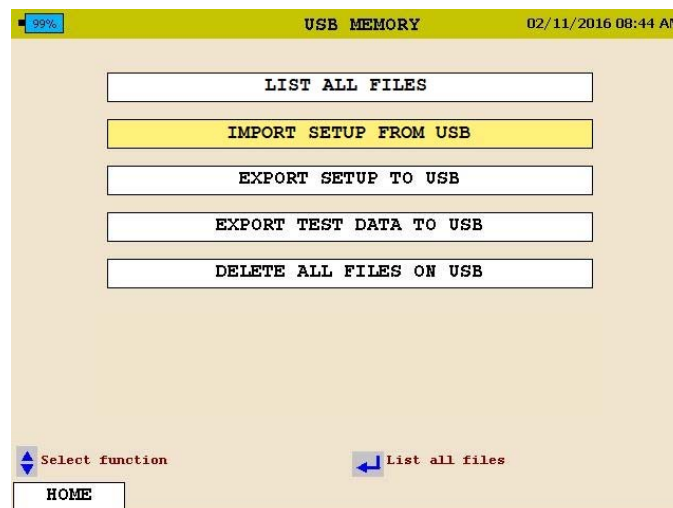 99% USB MEMORY 02/11/2016 08:44 AM
LIST ALL FILES
IMPORT SETUP FROM USB
EXPORT SETUP TO USB
EXPORT TEST DATA TO USB
DELETE ALL FILES ON USB
Select function List all files
HOME